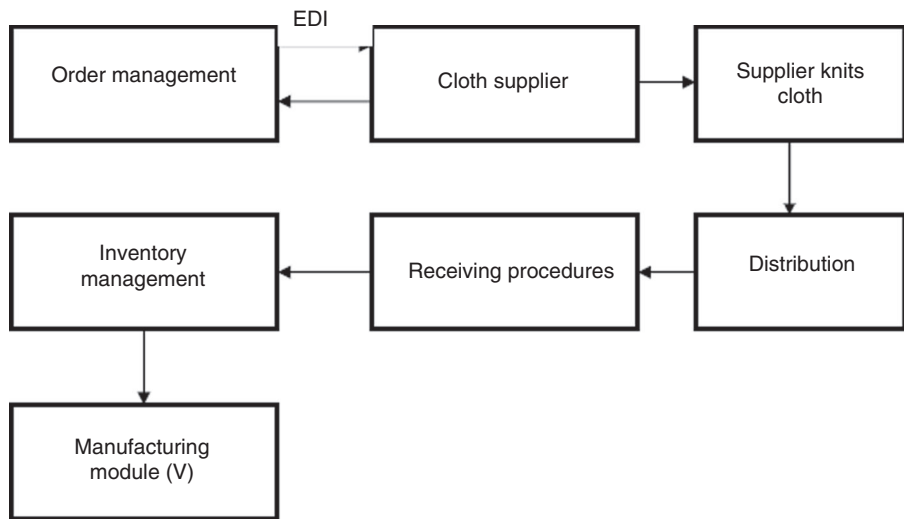 EDI
Order management
Cloth supplier
Supplier knits
cloth
Inventory
management
Receiving procedures
Distribution
Manufacturing
module (V)